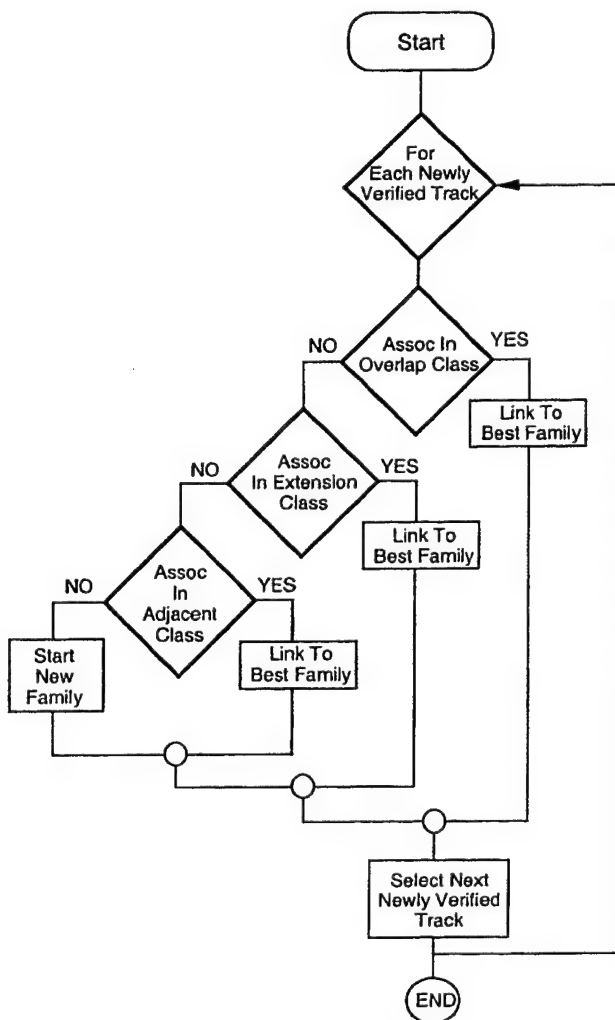 Start
For
Each Newly
Verified Track
NO
Assoc In
Overlap Class
YES
Link To
Best Family
NO
Assoc
In Extension
Class
YES
Link To
Best Family
NO
Assoc
In
Adjacent
Class
YES
Start
New
Family
Link To
Best Family
Select Next
Newly Verified
Track
END